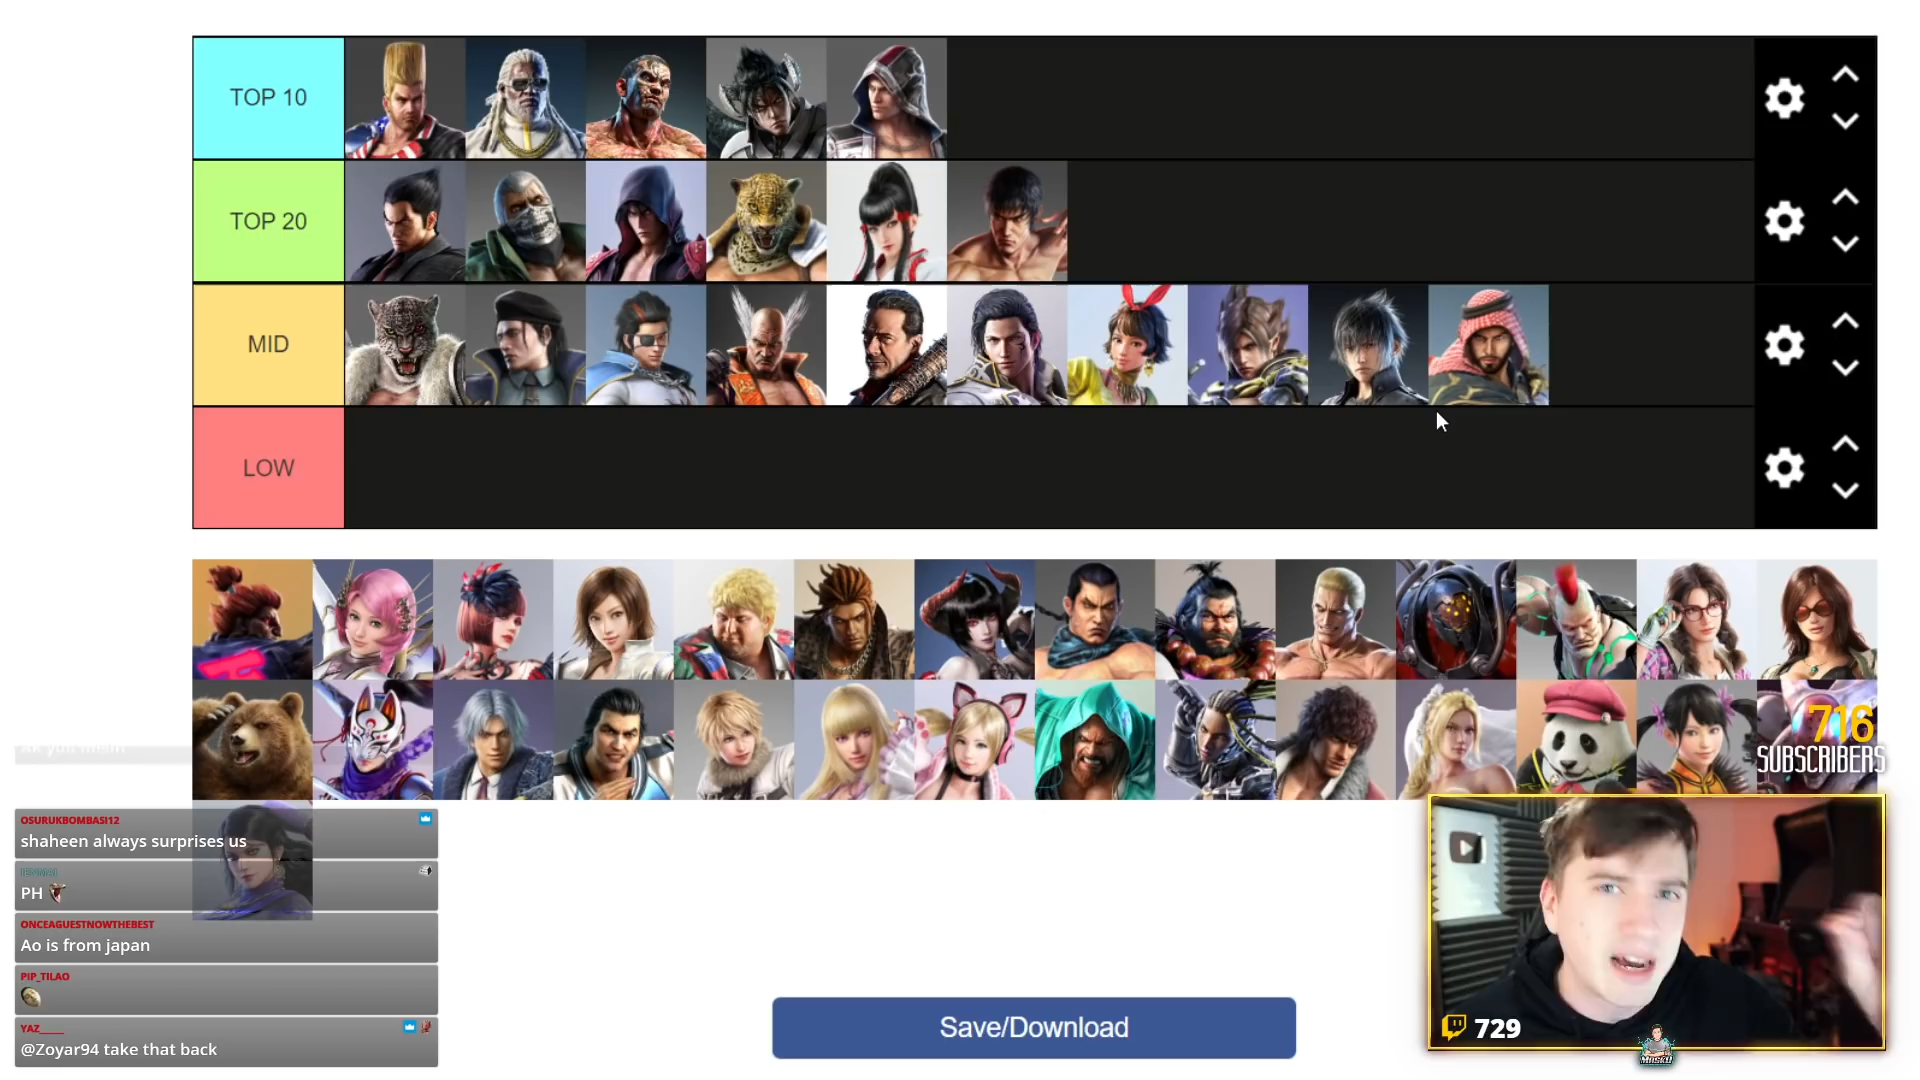 TOP 10
TOP 20
MID
LOW
716
SUBSCRIBERS
OSURUKBOMBASI12
shaheen always surprises us
PH
ONCEAGUESTNOWTHEBEST
Ao is from japan
PIP_TILAO
YAZ_____
@Zoyar94 take that back
Save/Download
729